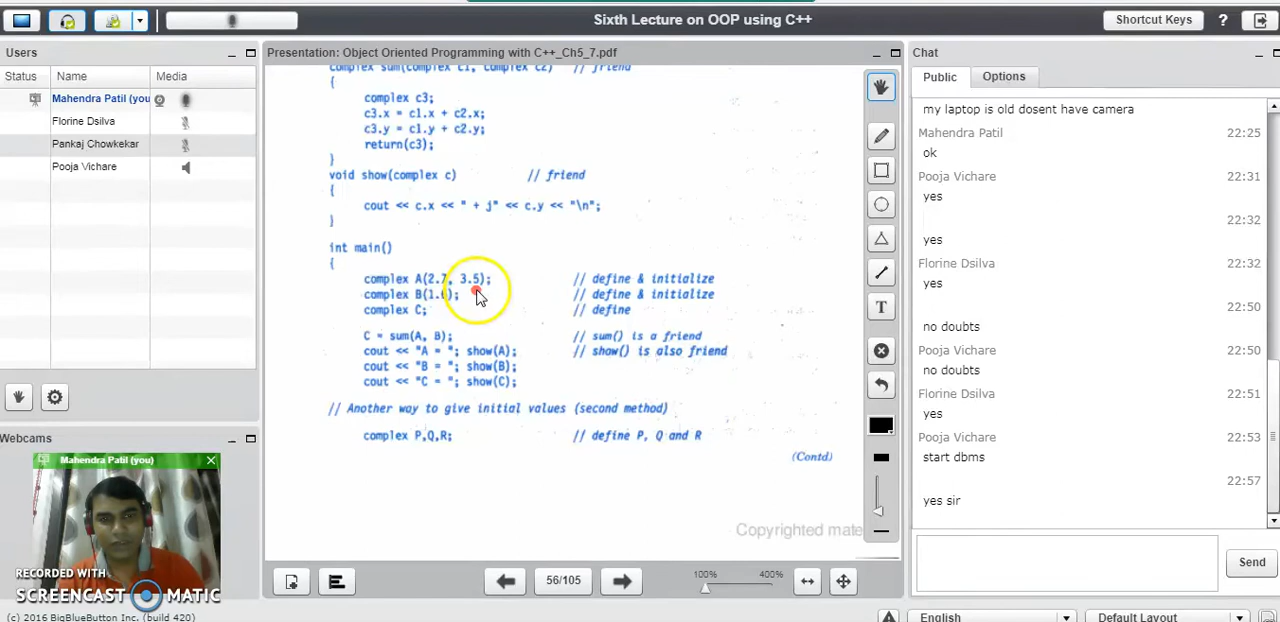 Sixth Lecture on OOP using C++
Shortcut Keys
?
Users
Status Name Media
Mahendra Patil (you
Florine Dsilva
Pankaj Chowkekar
Pooja Vichare
Webcams
Mahendra Patil (you)
RECORDED WITH
SCREENCAST MATIC
(c) 2016 BigBlueButton Inc. (build 420)
Presentation: Object Oriented Programming with C++_Ch5_7.pdf
complex sum(complex c1, complex c2) // friend
{
complex c3;
c3.x = c1.x + c2.x;
c3.y = c1.y + c2.y;
return(c3);
}
void show(complex c) // friend
{
cout << c.x << " + j" << c.y << "\n";
}
int main()
{
complex A(2.7, 3.5); // define & initialize
complex B(1.6); // define & initialize
complex C; // define
C = sum(A, B); // sum() is a friend
cout << "A = "; show(A); // show() is also friend
cout << "B = "; show(B);
cout << "C = "; show(C);
// Another way to give initial values (second method)
complex P,Q,R; // define P, Q and R
(Contd)
Copyrighted mate
T
56/105
100% 400%
Chat
Public Options
my laptop is old dosent have camera
Mahendra Patil 22:25
ok
Pooja Vichare 22:31
yes
22:32
yes
Florine Dsilva 22:32
yes
22:50
no doubts
Pooja Vichare 22:50
no doubts
Florine Dsilva 22:51
yes
Pooja Vichare 22:53
start dbms
22:57
yes sir
Send
English Default Layout